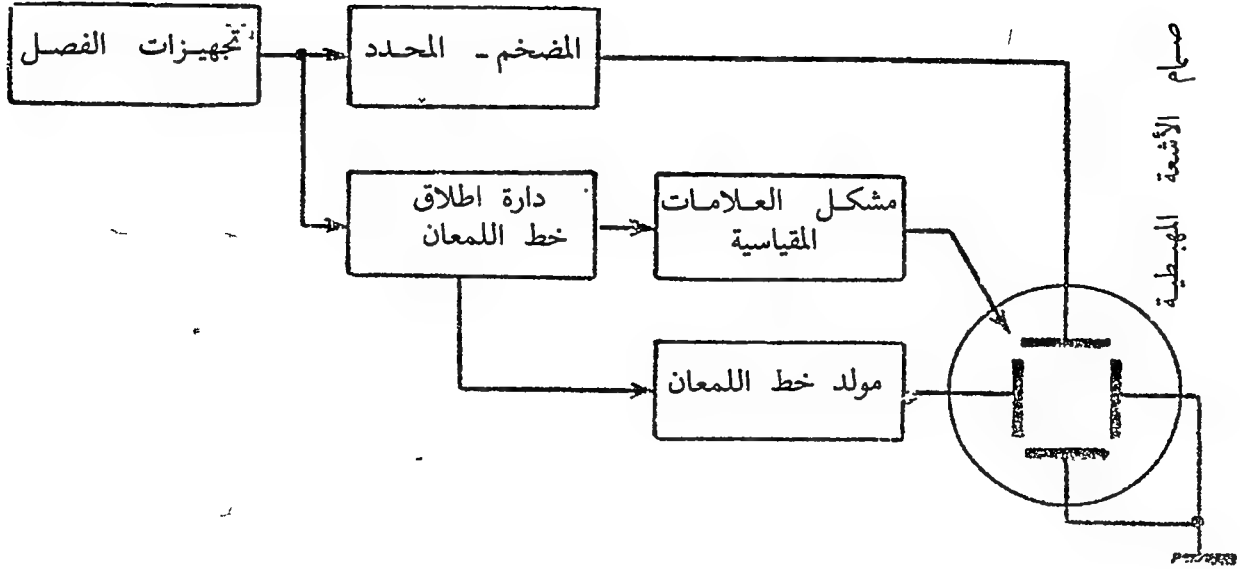 تجهيزات الفصل
المضخم - المحدد
صمام الأشعة المهبطية
دارة اطلاق
خط اللمعان
مشكل العلامات
المقياسية
مولد خط اللمعان